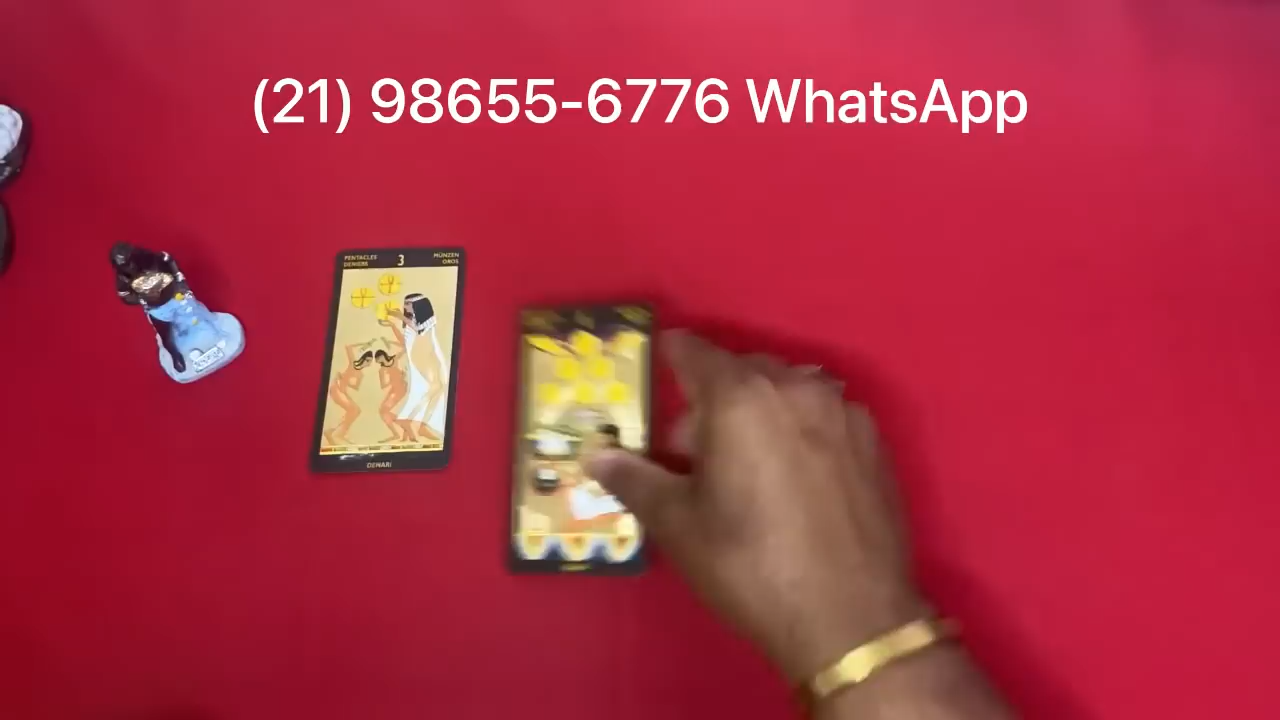 (21) 98655-6776 WhatsApp
PENTACLES 3 MÜNZEN
DENIERS OROS
DENARI